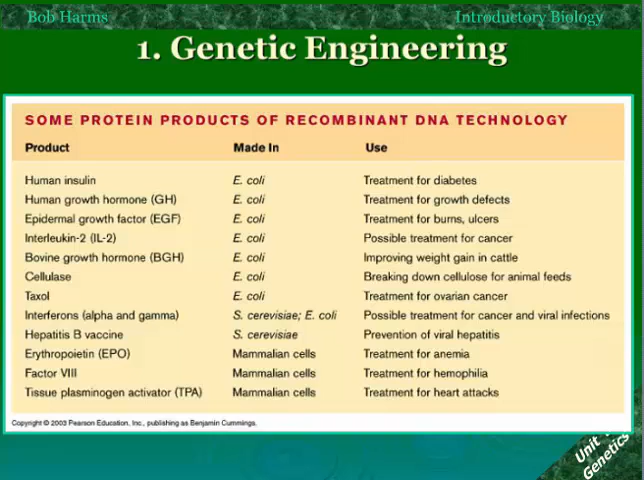 Bob Harms Introductory Biology
1. Genetic Engineering
SOME PROTEIN PRODUCTS OF RECOMBINANT DNA TECHNOLOGY
Product Made In Use
Human insulin E. coli Treatment for diabetes
Human growth hormone (GH) E. coli Treatment for growth defects
Epidermal growth factor (EGF) E. coli Treatment for burns, ulcers
Interleukin-2 (IL-2) E. coli Possible treatment for cancer
Bovine growth hormone (BGH) E. coli Improving weight gain in cattle
Cellulase E. coli Breaking down cellulose for animal feeds
Taxol E. coli Treatment for ovarian cancer
Interferons (alpha and gamma) S. cerevisiae; E. coli Possible treatment for cancer and viral infections
Hepatitis B vaccine S. cerevisiae Prevention of viral hepatitis
Erythropoietin (EPO) Mammalian cells Treatment for anemia
Factor VIII Mammalian cells Treatment for hemophilia
Tissue plasminogen activator (TPA) Mammalian cells Treatment for heart attacks
Copyright © 2003 Pearson Education, Inc., publishing as Benjamin Cummings.
Unit
Genetics